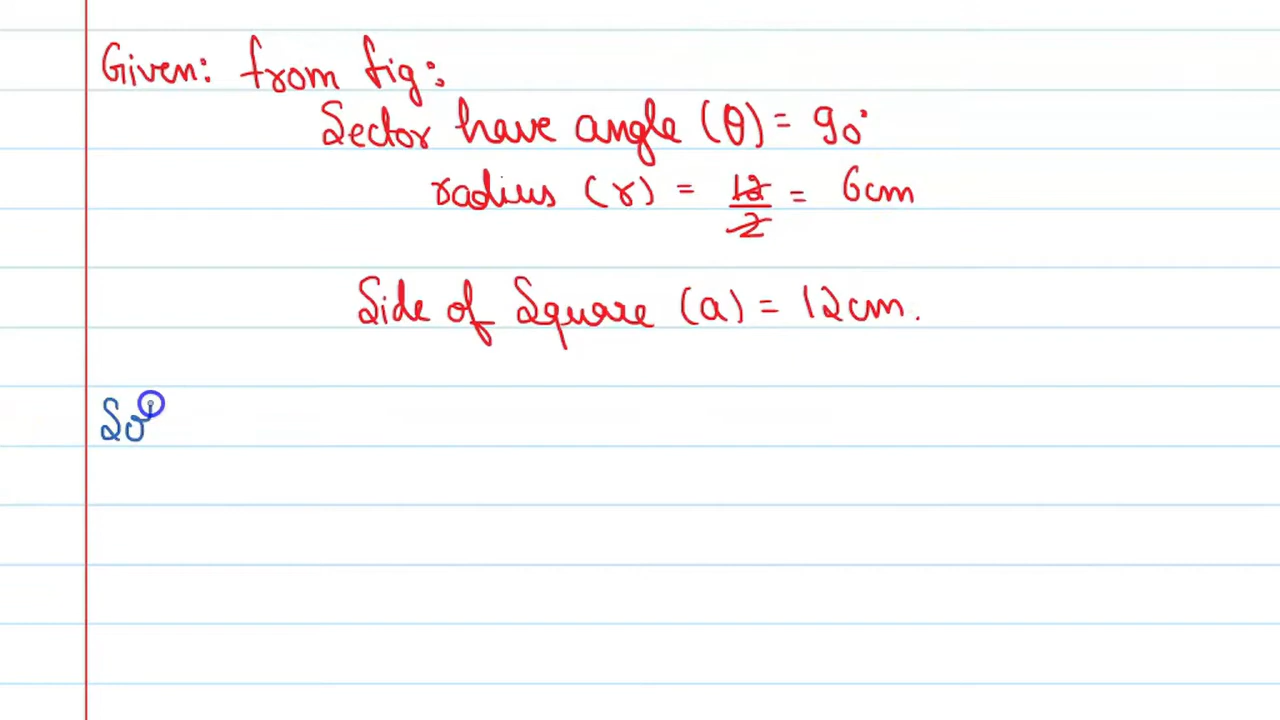 Given: from fig:
Sector have angle (θ) = 90°
radius (r) = 12/2 = 6cm
Side of Square (a) = 12cm.
So